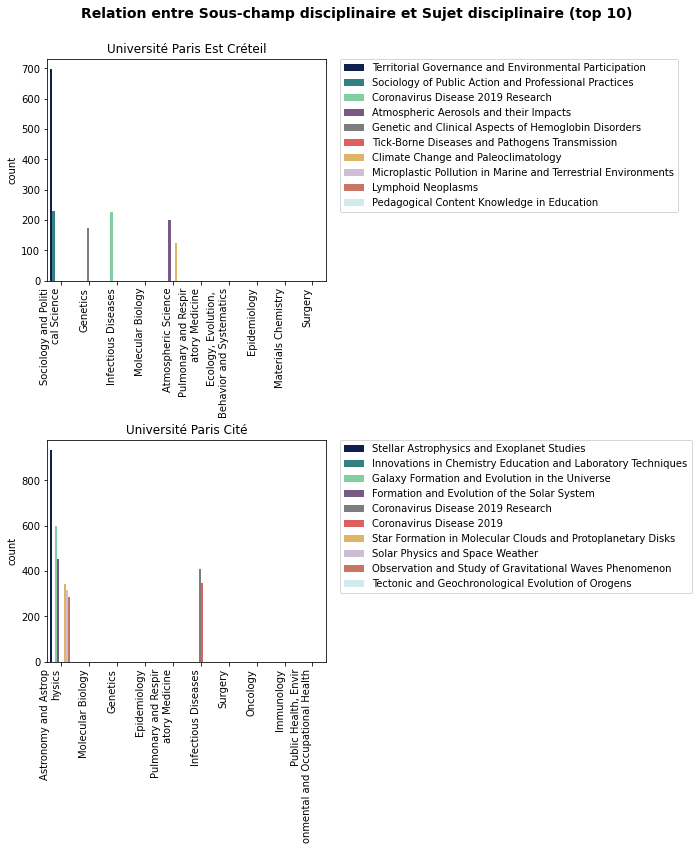 Relation entre Sous-champ disciplinaire et Sujet disciplinaire (top 10)
Université Paris Est Créteil
700
600
500
400
300
200
100
0
count
Sociology and Politi
cal Science
Genetics
Infectious Diseases
Molecular Biology
Atmospheric Science
Pulmonary and Respir
atory Medicine
Ecology, Evolution,
Behavior and Systematics
Epidemiology
Materials Chemistry
Surgery
Territorial Governance and Environmental Participation
Sociology of Public Action and Professional Practices
Coronavirus Disease 2019 Research
Atmospheric Aerosols and their Impacts
Genetic and Clinical Aspects of Hemoglobin Disorders
Tick-Borne Diseases and Pathogens Transmission
Climate Change and Paleoclimatology
Microplastic Pollution in Marine and Terrestrial Environments
Lymphoid Neoplasms
Pedagogical Content Knowledge in Education
Université Paris Cité
800
600
400
200
0
count
Astronomy and Astrop
hysics
Molecular Biology
Genetics
Epidemiology
Pulmonary and Respir
atory Medicine
Infectious Diseases
Surgery
Oncology
Immunology
Public Health, Envir
onmental and Occupational Health
Stellar Astrophysics and Exoplanet Studies
Innovations in Chemistry Education and Laboratory Techniques
Galaxy Formation and Evolution in the Universe
Formation and Evolution of the Solar System
Coronavirus Disease 2019 Research
Coronavirus Disease 2019
Star Formation in Molecular Clouds and Protoplanetary Disks
Solar Physics and Space Weather
Observation and Study of Gravitational Waves Phenomenon
Tectonic and Geochronological Evolution of Orogens